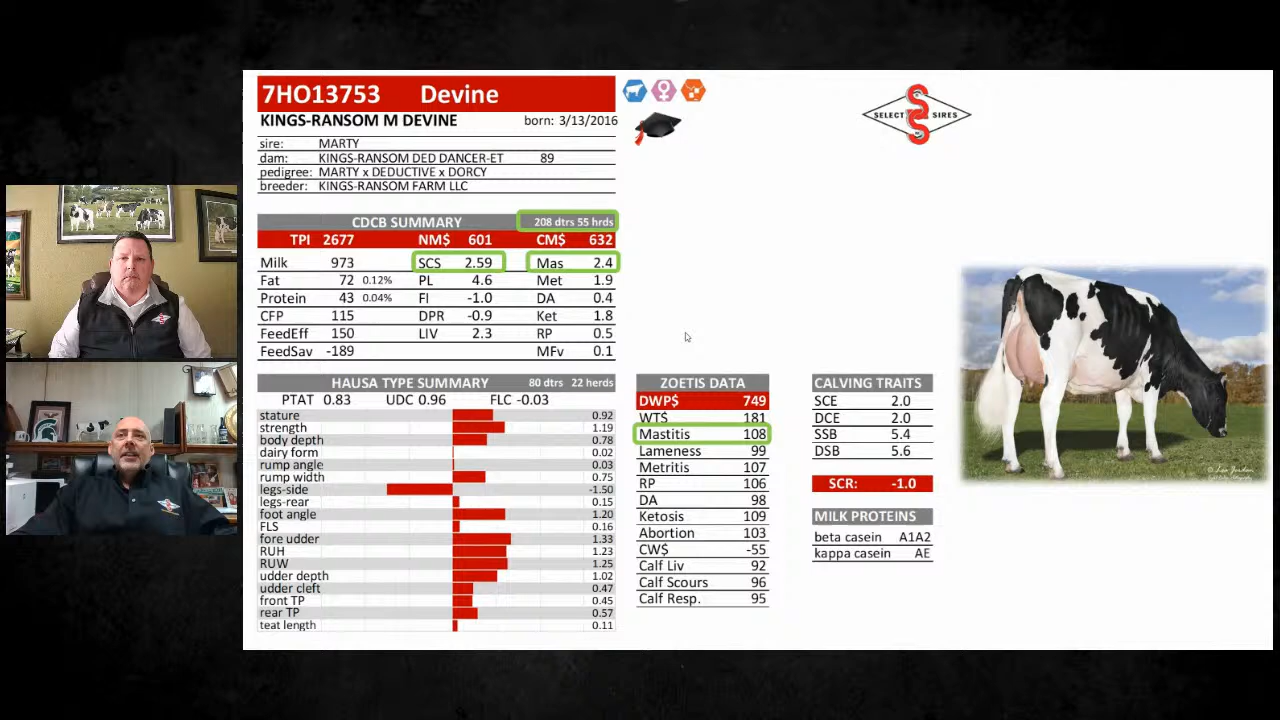 7HO13753 Devine
KINGS-RANSOM M DEVINE born: 3/13/2016
sire: MARTY
dam: KINGS-RANSOM DED DANCER-ET 89
pedigree: MARTY x DEDUCTIVE x DORCY
breeder: KINGS-RANSOM FARM LLC
SELECT SIRES
CDCB SUMMARY 208 dtrs 55 hrds
TPI 2677 NM$ 601 CM$ 632
Milk 973 SCS 2.59 Mas 2.4
Fat 72 0.12% PL 4.6 Met 1.9
Protein 43 0.04% FI -1.0 DA 0.4
CFP 115 DPR -0.9 Ket 1.8
FeedEff 150 LIV 2.3 RP 0.5
FeedSav -189 MFv 0.1
HAUSA TYPE SUMMARY 80 dtrs 22 herds
PTAT 0.83 UDC 0.96 FLC -0.03
stature 0.92
strength 1.19
body depth 0.78
dairy form 0.02
rump angle 0.03
rump width 0.75
legs-side -1.50
legs-rear 0.15
foot angle 1.20
FLS 0.16
fore udder 1.33
RUH 1.23
RUW 1.25
udder depth 1.02
udder cleft 0.47
front TP 0.45
rear TP 0.57
teat length 0.11
ZOETIS DATA
DWP$ 749
WT$ 181
Mastitis 108
Lameness 99
Metritis 107
RP 106
DA 98
Ketosis 109
Abortion 103
CW$ -55
Calf Liv 92
Calf Scours 96
Calf Resp. 95
CALVING TRAITS
SCE 2.0
DCE 2.0
SSB 5.4
DSB 5.6
SCR: -1.0
MILK PROTEINS
beta casein A1A2
kappa casein AE